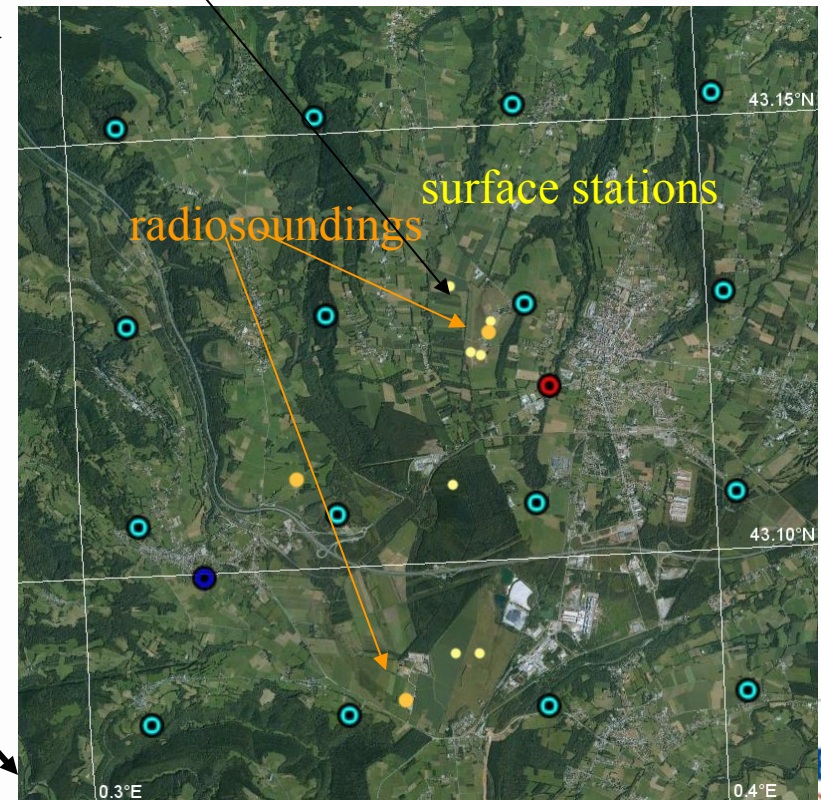 43.15°N
surface stations
radiosoundings
43.10°N
0.3°E
0.4°E